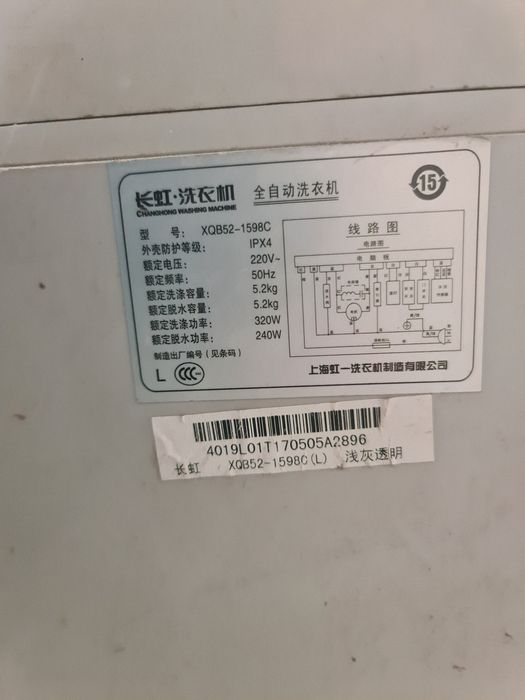 长虹·洗衣机 全自动洗衣机 15
CHANGHONG WASHING MACHINE
型 号： XQB52-1598C
外壳防护等级： IPX4
额定电压： 220V~
额定频率： 50Hz
额定洗涤容量： 5.2kg
额定脱水容量： 5.2kg
额定洗涤功率： 320W
额定脱水功率： 240W
制造出厂编号（见条码）
L CCC
线路图
电路图
电脑板
上海虹一洗衣机制造有限公司
4019L01T170505A2896
长虹 XQB52-1598C(L) 浅灰透明